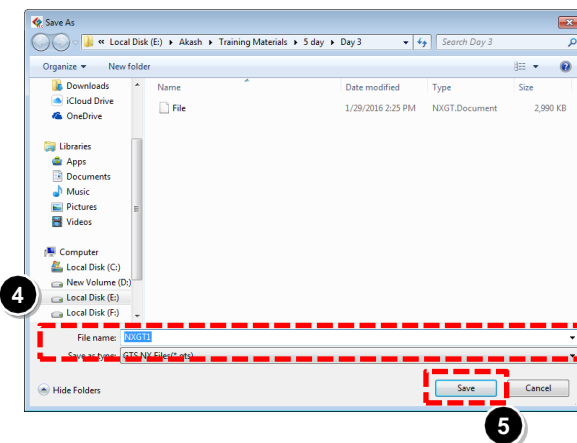 Save As
« Local Disk (E:) ▸ Akash ▸ Training Materials ▸ 5 day ▸ Day 3
Search Day 3
Organize
New folder
Downloads
iCloud Drive
OneDrive
Libraries
Apps
Documents
Music
Pictures
Videos
Computer
Local Disk (C:)
New Volume (D:)
Local Disk (E:)
Local Disk (F:)
Name Date modified Type Size
File 1/29/2016 2:25 PM NXGT.Document 2,990 KB
4
File name: NXGT1
Save as type: GTS NX Files(*.gts)
Hide Folders
Save
Cancel
5